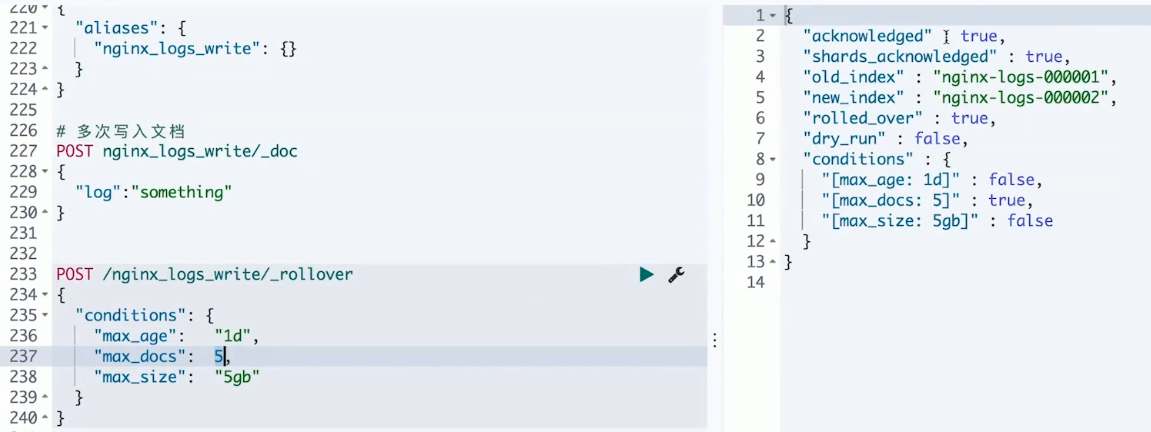 220 {
221 "aliases": {
222 "nginx_logs_write": {}
223 }
224 }
225
226 # 多次写入文档
227 POST nginx_logs_write/_doc
228 {
229 "log":"something"
230 }
231
232
233 POST /nginx_logs_write/_rollover
234 {
235 "conditions": {
236 "max_age": "1d",
237 "max_docs": 5,
238 "max_size": "5gb"
239 }
240 }
1 {
2 "acknowledged" : true,
3 "shards_acknowledged" : true,
4 "old_index" : "nginx-logs-000001",
5 "new_index" : "nginx-logs-000002",
6 "rolled_over" : true,
7 "dry_run" : false,
8 "conditions" : {
9 "[max_age: 1d]" : false,
10 "[max_docs: 5]" : true,
11 "[max_size: 5gb]" : false
12 }
13 }
14